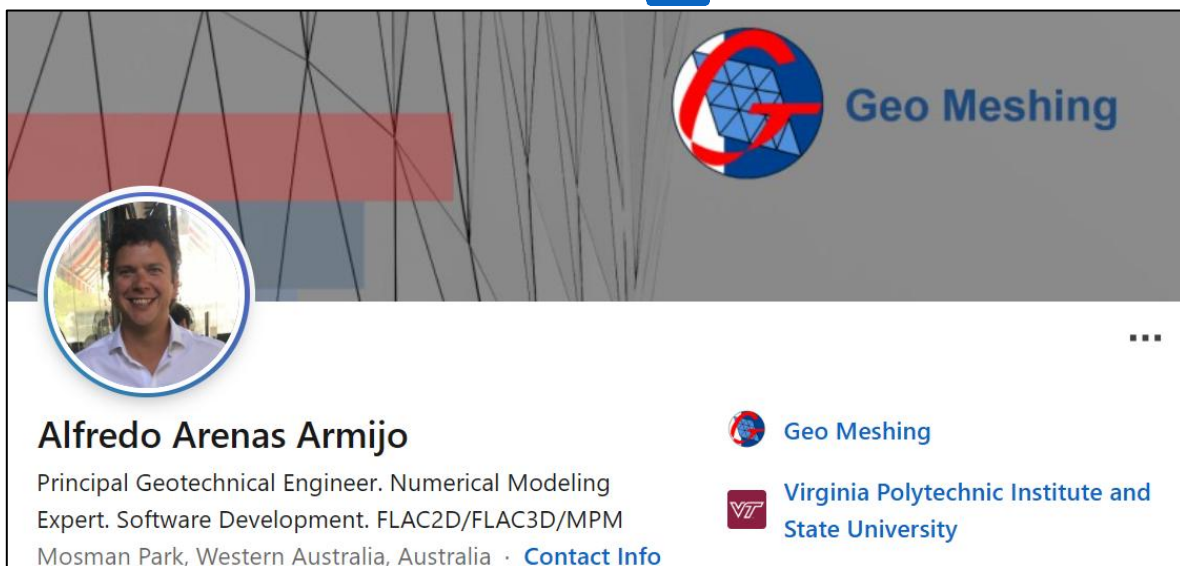 Geo Meshing
Alfredo Arenas Armijo
Principal Geotechnical Engineer. Numerical Modeling
Expert. Software Development. FLAC2D/FLAC3D/MPM
Mosman Park, Western Australia, Australia · Contact Info
Geo Meshing
Virginia Polytechnic Institute and
State University